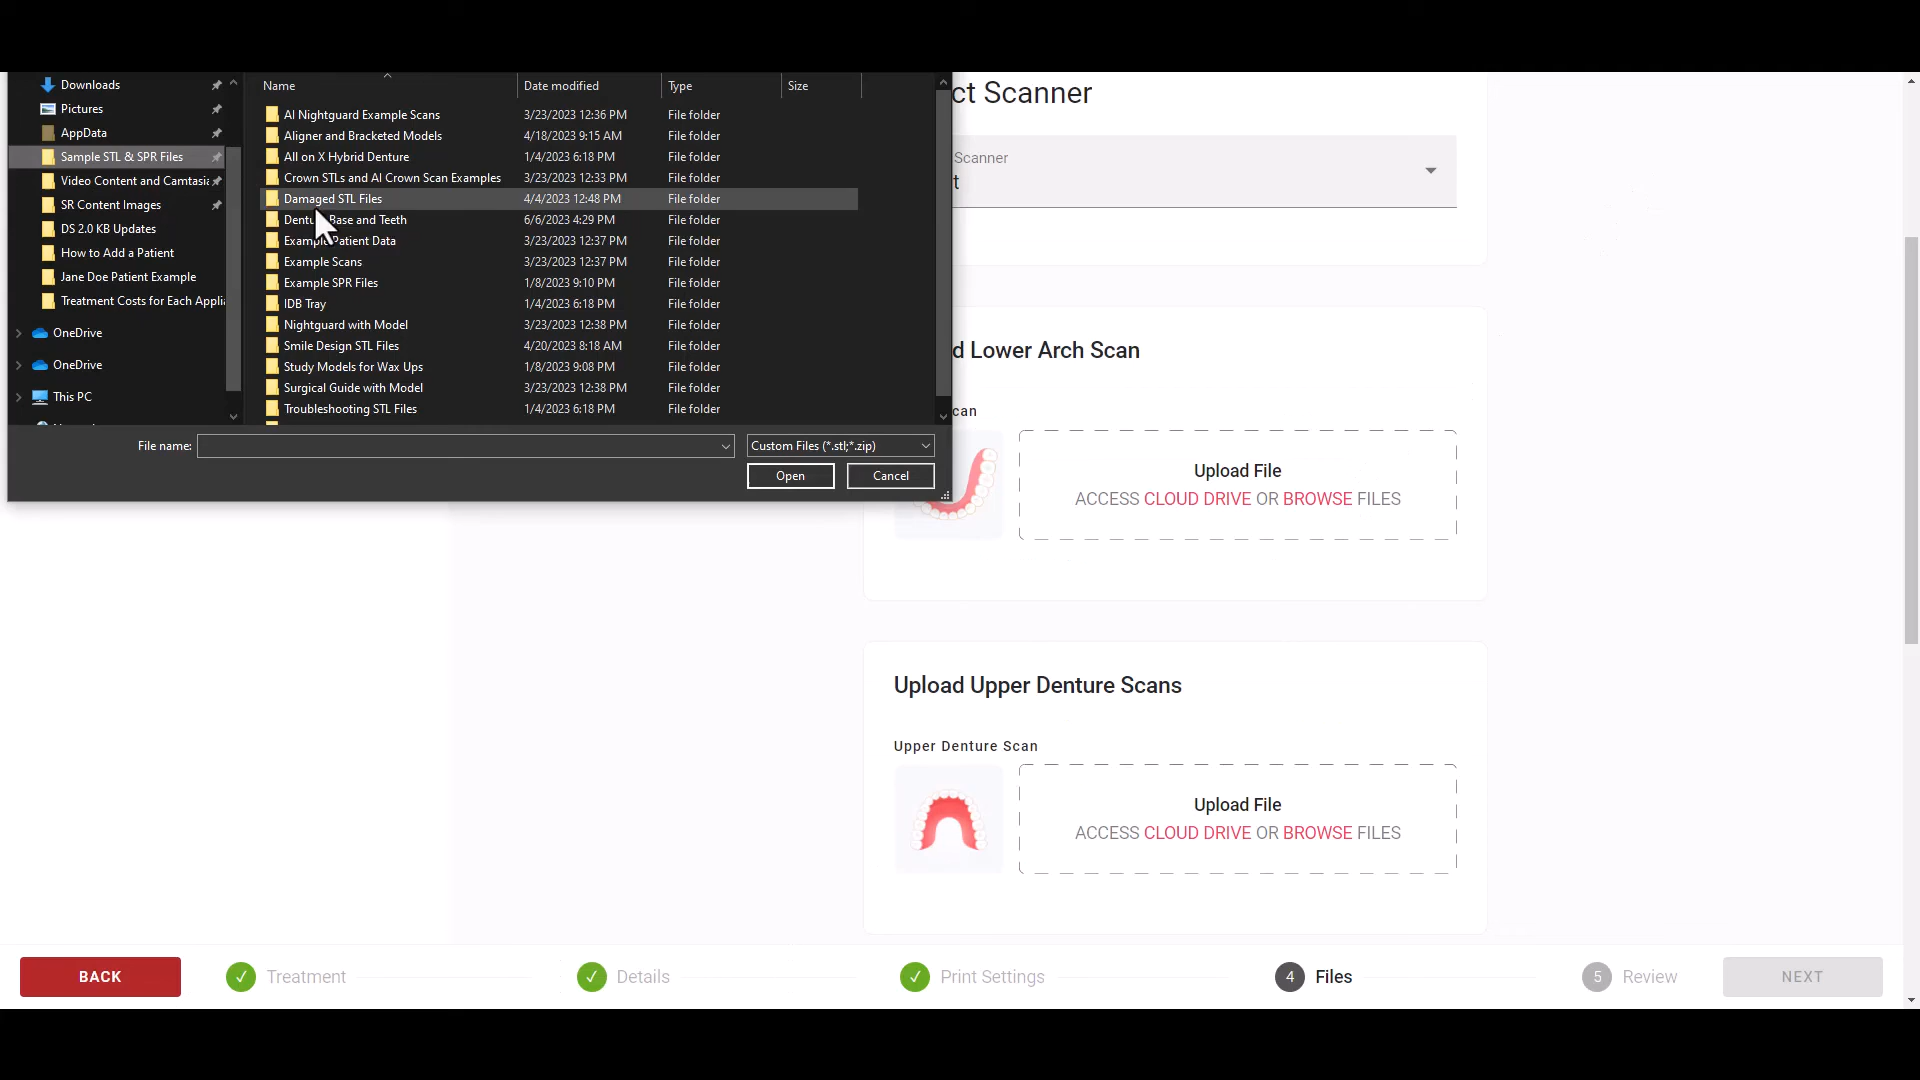 Downloads
Pictures
AppData
Sample STL & SPR Files
Video Content and Camtasia
SR Content Images
DS 2.0 KB Updates
How to Add a Patient
Jane Doe Patient Example
Treatment Costs for Each Appli
OneDrive
OneDrive
This PC
Name Date modified Type Size
AI Nightguard Example Scans 3/23/2023 12:36 PM File folder
Aligner and Bracketed Models 4/18/2023 9:15 AM File folder
All on X Hybrid Denture 1/4/2023 6:18 PM File folder
Crown STLs and AI Crown Scan Examples 3/23/2023 12:33 PM File folder
Damaged STL Files 4/4/2023 12:48 PM File folder
Denture Base and Teeth 6/6/2023 4:29 PM File folder
Example Patient Data 3/23/2023 12:37 PM File folder
Example Scans 3/23/2023 12:37 PM File folder
Example SPR Files 1/8/2023 9:10 PM File folder
IDB Tray 1/4/2023 6:18 PM File folder
Nightguard with Model 3/23/2023 12:38 PM File folder
Smile Design STL Files 4/20/2023 8:18 AM File folder
Study Models for Wax Ups 1/8/2023 9:08 PM File folder
Surgical Guide with Model 3/23/2023 12:38 PM File folder
Troubleshooting STL Files 1/4/2023 6:18 PM File folder
File name: Custom Files (*.stl;*.zip)
Open Cancel
ct Scanner
Scanner
t
d Lower Arch Scan
can
Upload File
ACCESS CLOUD DRIVE OR BROWSE FILES
Upload Upper Denture Scans
Upper Denture Scan
Upload File
ACCESS CLOUD DRIVE OR BROWSE FILES
BACK ✓ Treatment ✓ Details ✓ Print Settings 4 Files 5 Review NEXT